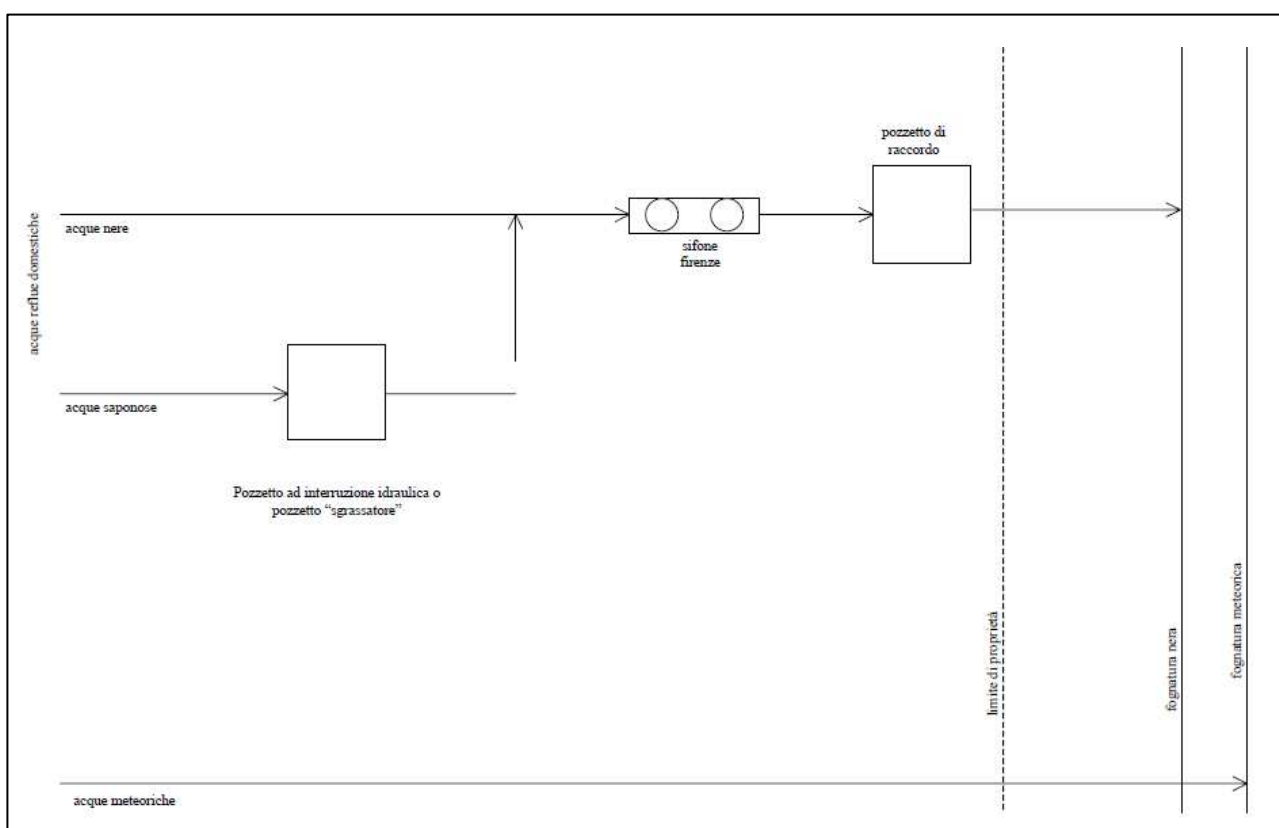 pozzetto di
raccordo
acque reflue domestiche
acque nere
sifone
firenze
acque saponose
Pozzetto ad interruzione idraulica o
pozzetto “sgrassatore”
limite di proprietà
fognatura nera
fognatura meteorica
acque meteoriche